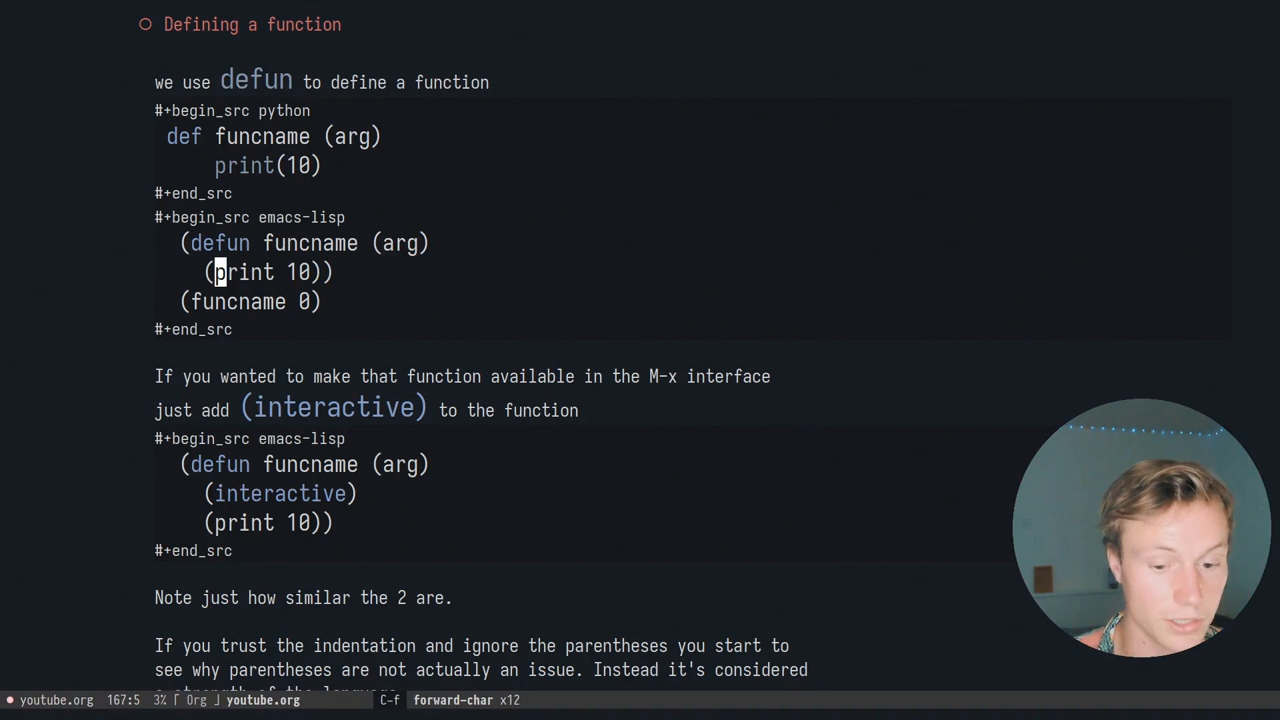 Defining a function
we use defun to define a function
#+begin_src python
def funcname (arg)
print(10)
#+end_src
#+begin_src emacs-lisp
(defun funcname (arg)
(print 10))
(funcname 0)
#+end_src
If you wanted to make that function available in the M-x interface
just add (interactive) to the function
#+begin_src emacs-lisp
(defun funcname (arg)
(interactive)
(print 10))
#+end_src
Note just how similar the 2 are.
If you trust the indentation and ignore the parentheses you start to
see why parentheses are not actually an issue. Instead it's considered
a strength of the language
youtube.org 167:5 3% Org youtube.org C-f forward-char x12